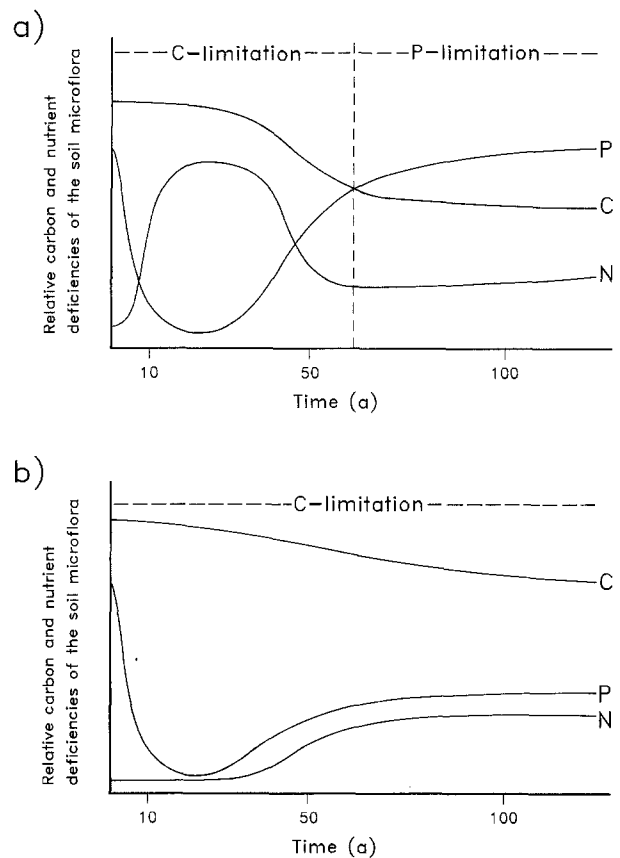 a)
Relative carbon and nutrient
deficiencies of the soil microflora
C-limitation
P-limitation
P
C
N
10
50
100
Time (a)
b)
Relative carbon and nutrient
deficiencies of the soil microflora
C-limitation
C
P
N
10
50
100
Time (a)